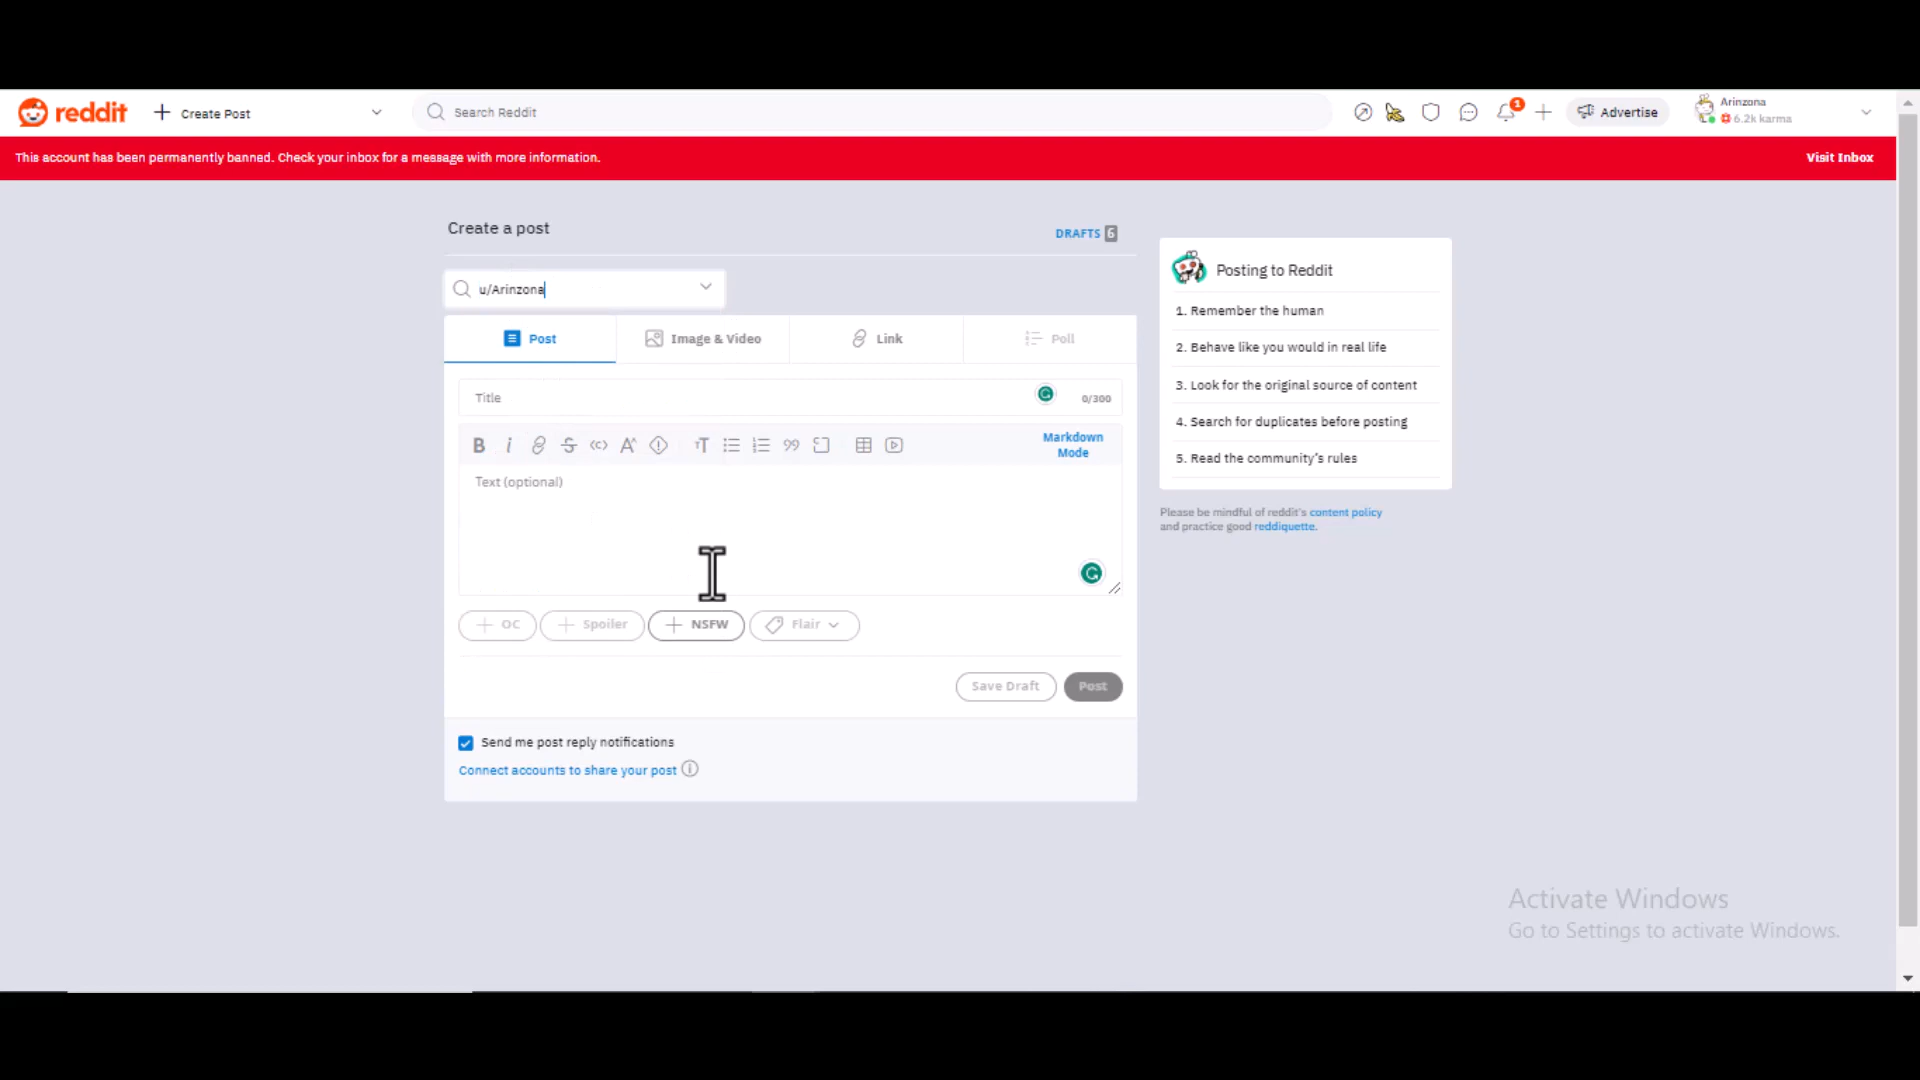 reddit
Create Post
Search Reddit
1
Advertise
Arinzona
6.2k karma
This account has been permanently banned. Check your inbox for a message with more information.
Visit Inbox
Create a post
DRAFTS 6
u/Arinzona
Post
Image & Video
Link
Poll
Title
0/300
Markdown
Mode
Text (optional)
OC
Spoiler
NSFW
Flair
Save Draft
Post
Send me post reply notifications
Connect accounts to share your post
Posting to Reddit
1. Remember the human
2. Behave like you would in real life
3. Look for the original source of content
4. Search for duplicates before posting
5. Read the community's rules
Please be mindful of reddit's content policy
and practice good reddiquette.
Activate Windows
Go to Settings to activate Windows.